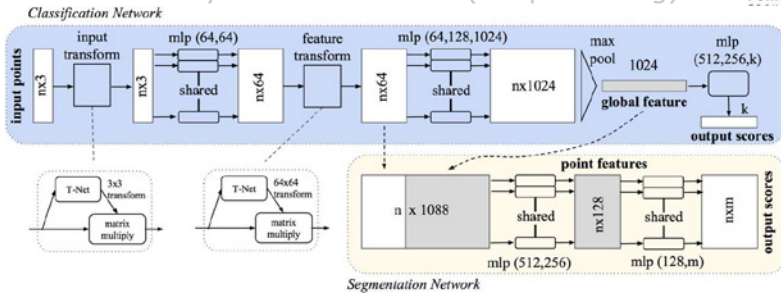 Classification Network
input points
nx3
input transform
nx3
mlp (64,64)
shared
nx64
feature transform
nx64
mlp (64,128,1024)
shared
nx1024
max pool
1024
global feature
mlp (512,256,k)
k
output scores
T-Net
3x3 transform
matrix multiply
T-Net
64x64 transform
matrix multiply
point features
n x 1088
shared
mlp (512,256)
nx128
shared
mlp (128,m)
nxm
output scores
Segmentation Network